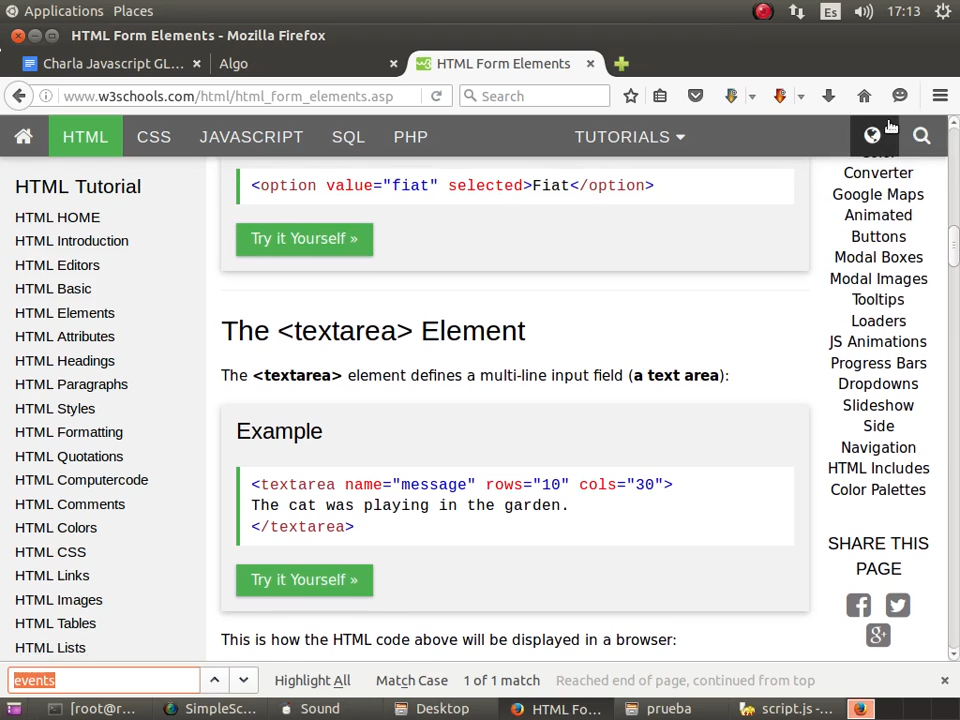 Applications Places
Es 17:13
HTML Form Elements - Mozilla Firefox
Charla Javascript GL...
Algo
HTML Form Elements
www.w3schools.com/html/html_form_elements.asp
Search
HTML CSS JAVASCRIPT SQL PHP TUTORIALS
HTML Tutorial
HTML HOME
HTML Introduction
HTML Editors
HTML Basic
HTML Elements
HTML Attributes
HTML Headings
HTML Paragraphs
HTML Styles
HTML Formatting
HTML Quotations
HTML Computercode
HTML Comments
HTML Colors
HTML CSS
HTML Links
HTML Images
HTML Tables
HTML Lists
<option value="fiat" selected>Fiat</option>
Try it Yourself »
The <textarea> Element
The <textarea> element defines a multi-line input field (a text area):
Example
<textarea name="message" rows="10" cols="30">
The cat was playing in the garden.
</textarea>
Try it Yourself »
This is how the HTML code above will be displayed in a browser:
Converter
Google Maps
Animated
Buttons
Modal Boxes
Modal Images
Tooltips
Loaders
JS Animations
Progress Bars
Dropdowns
Slideshow
Side
Navigation
HTML Includes
Color Palettes
SHARE THIS
PAGE
events
Highlight All
Match Case
1 of 1 match
Reached end of page, continued from top
[root@r...
SimpleSc...
Sound
Desktop
HTML Fo...
prueba
script.js -...